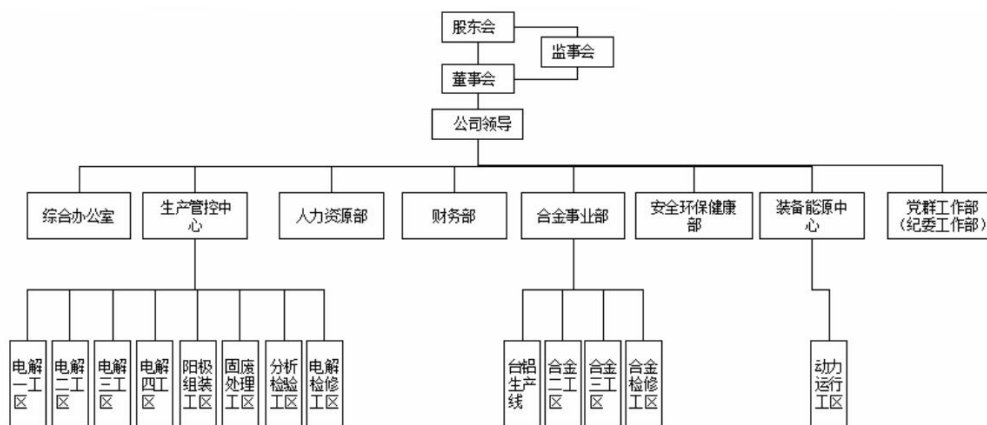 股东会
监事会
董事会
公司领导
综合办公室
生产管控中
心
人力资源部
财务部
合金事业部
安全环保健康
部
装备能源中
心
党群工作部
（纪委工作部）
电解
一工
区
电解
二工
区
电解
三工
区
电解
四工
区
阳极
组装
工区
固废
处理
工区
分析
检验
工区
电解
检修
工区
台铝
生产
线
合金
二工
区
合金
三工
区
合金
检修
工区
动力
运行
工区